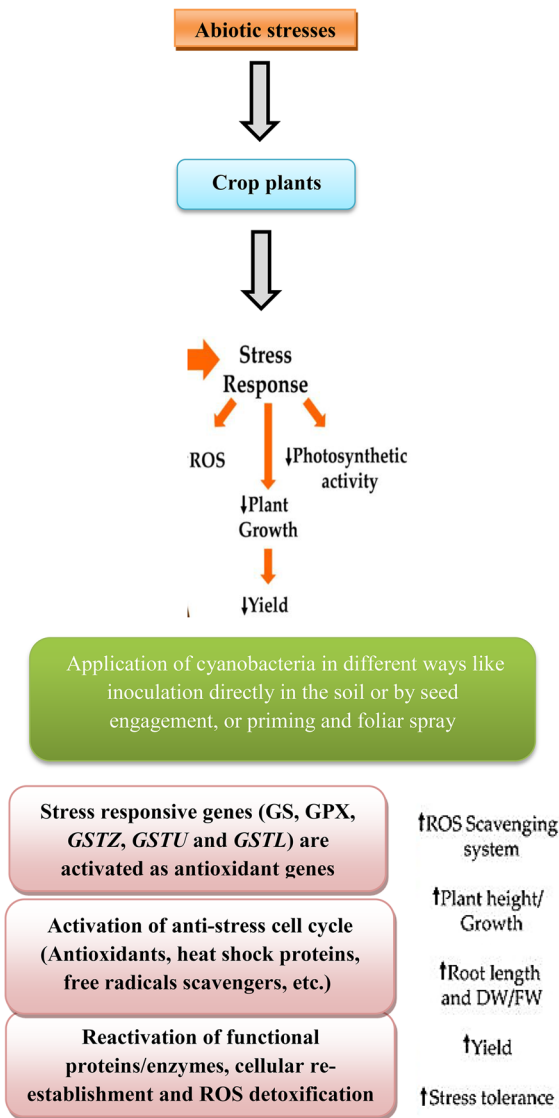 Abiotic stresses
Crop plants
Stress
Response
ROS
↓Photosynthetic
activity
↓Plant
Growth
↓Yield
Application of cyanobacteria in different ways like
inoculation directly in the soil or by seed
engagement, or priming and foliar spray
Stress responsive genes (GS, GPX,
GSTZ, GSTU and GSTL) are
activated as antioxidant genes
Activation of anti-stress cell cycle
(Antioxidants, heat shock proteins,
free radicals scavengers, etc.)
Reactivation of functional
proteins/enzymes, cellular re-
establishment and ROS detoxification
↑ROS Scavenging
system
↑Plant height/
Growth
↑Root length
and DW/FW
↑Yield
↑Stress tolerance